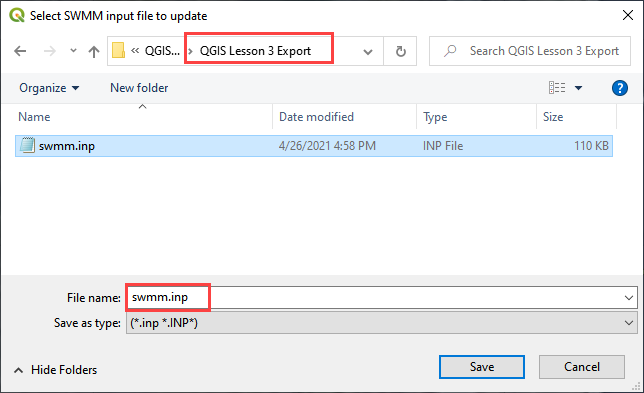 Select SWMM input file to update
« QGIS... › QGIS Lesson 3 Export Search QGIS Lesson 3 Export
Organize New folder
Name Date modified Type Size
swmm.inp 4/26/2021 4:58 PM INP File 110 KB
File name: swmm.inp
Save as type: (*.inp *.INP*)
Hide Folders Save Cancel